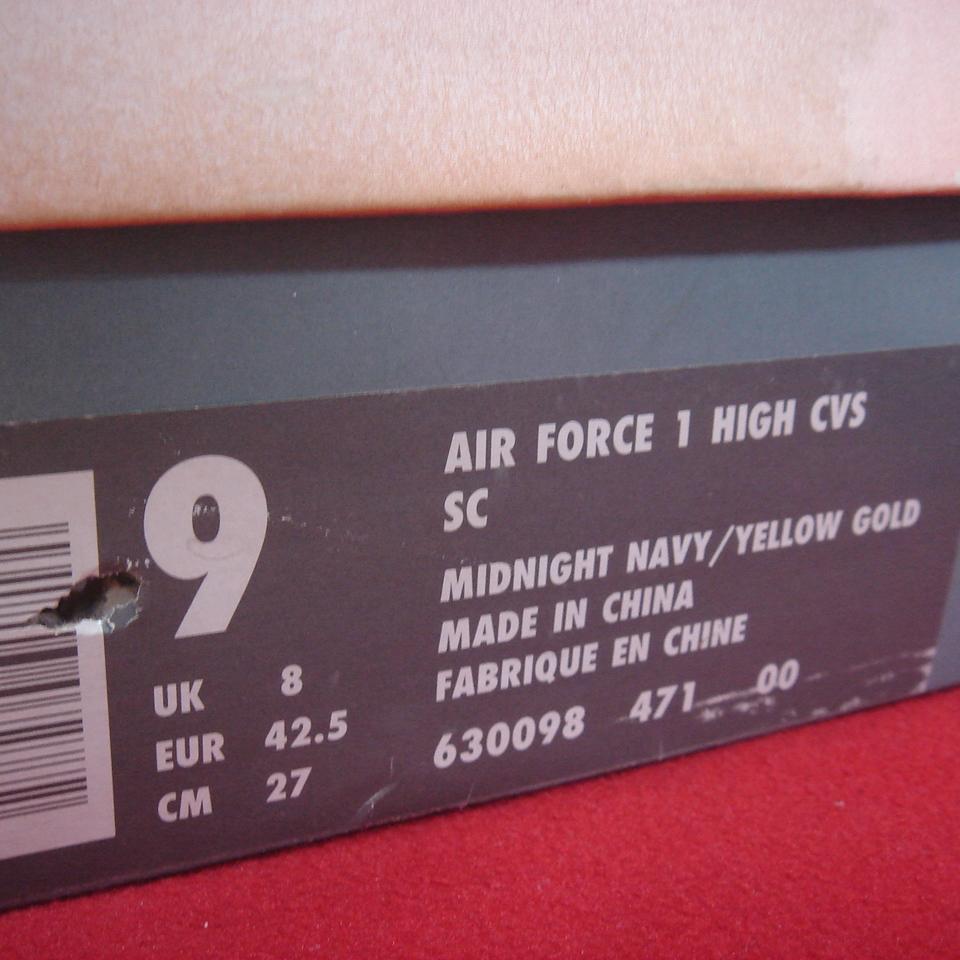 9
UK 8
EUR 42.5
CM 27
AIR FORCE 1 HIGH CVS
SC
MIDNIGHT NAVY/YELLOW GOLD
MADE IN CHINA
FABRIQUE EN CHINE
630098 471 00